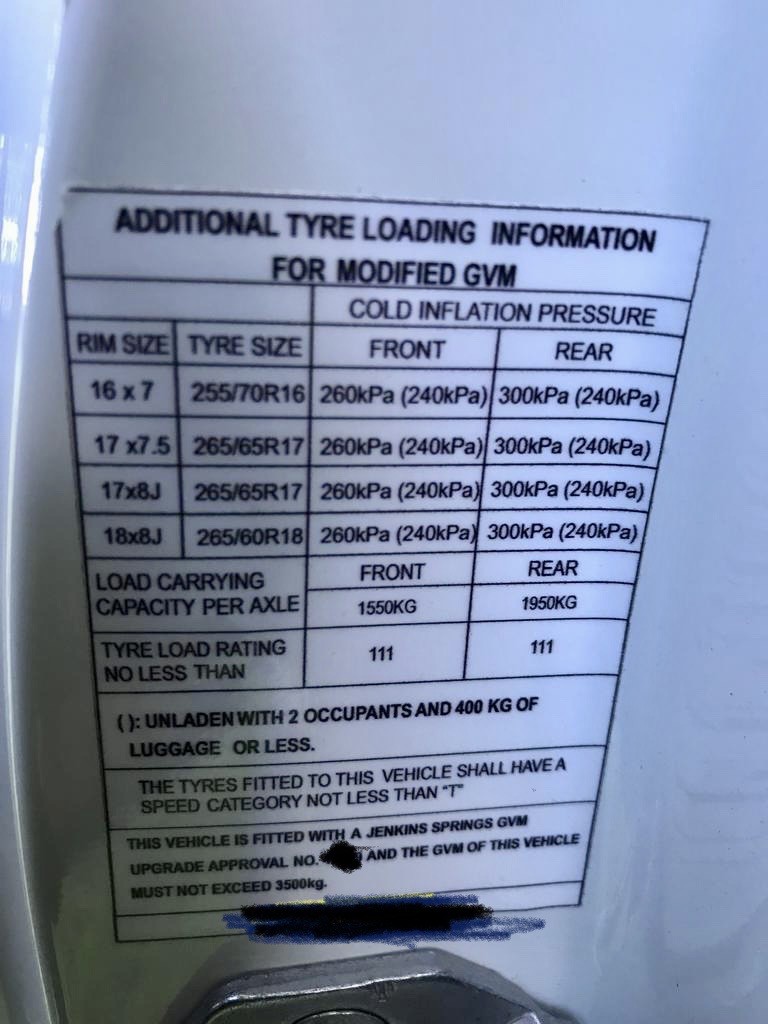 ADDITIONAL TYRE LOADING INFORMATION
FOR MODIFIED GVM
COLD INFLATION PRESSURE
RIM SIZE TYRE SIZE FRONT REAR
16 x 7 255/70R16 260kPa (240kPa) 300kPa (240kPa)
17 x7.5 265/65R17 260kPa (240kPa) 300kPa (240kPa)
17x8J 265/65R17 260kPa (240kPa) 300kPa (240kPa)
18x8J 265/60R18 260kPa (240kPa) 300kPa (240kPa)
LOAD CARRYING
CAPACITY PER AXLE
FRONT REAR
1550KG 1950KG
TYRE LOAD RATING
NO LESS THAN
111 111
( ): UNLADEN WITH 2 OCCUPANTS AND 400 KG OF
LUGGAGE OR LESS.
THE TYRES FITTED TO THIS VEHICLE SHALL HAVE A
SPEED CATEGORY NOT LESS THAN "T"
THIS VEHICLE IS FITTED WITH A JENKINS SPRINGS GVM
UPGRADE APPROVAL NO. AND THE GVM OF THIS VEHICLE
MUST NOT EXCEED 3500kg.